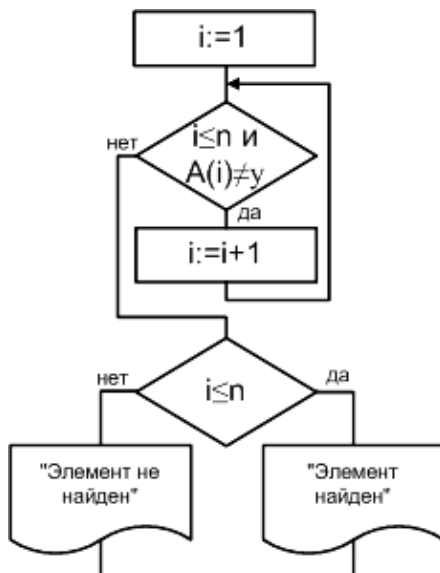 i:=1
нет
i≤n и
A(i)≠y
да
i:=i+1
нет
i≤n
да
"Элемент не
найден"
"Элемент
найден"